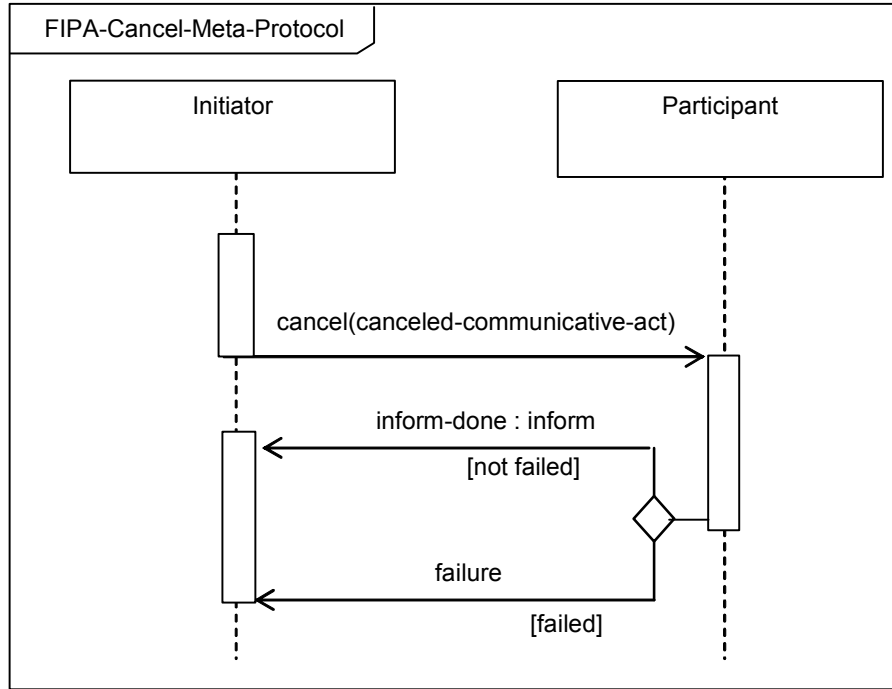 FIPA-Cancel-Meta-Protocol
Initiator
Participant
cancel(canceled-communicative-act)
inform-done : inform
[not failed]
failure
[failed]